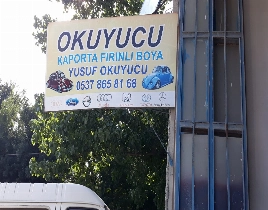 OKUYUCU
KAPORTA FIRINLI BOYA
YUSUF OKUYUCU
0537 865 81 68